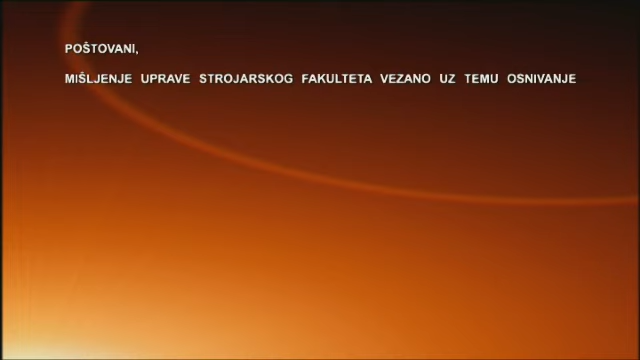 POŠTOVANI,
MIŠLJENJE UPRAVE STROJARSKOG FAKULTETA VEZANO UZ TEMU OSNIVANJE